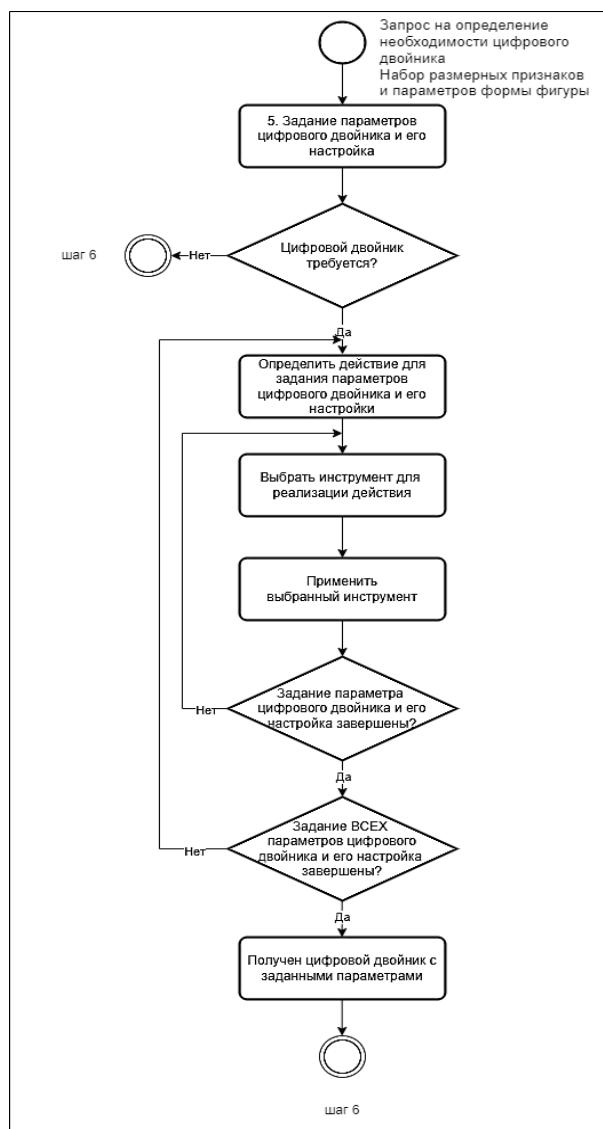 Запрос на определение
необходимости цифрового
двойника
Набор размерных признаков
и параметров формы фигуры
5. Задание параметров
цифрового двойника и его
настройка
Цифровой двойник
требуется?
Нет
шаг 6
Да
Определить действие для
задания параметров
цифрового двойника и его
настройки
Выбрать инструмент для
реализации действия
Применить
выбранный инструмент
Задание параметра
цифрового двойника и его
настройка завершены?
Нет
Да
Задание ВСЕХ
параметров цифрового
двойника и его настройка
завершены?
Нет
Да
Получен цифровой двойник с
заданными параметрами
шаг 6